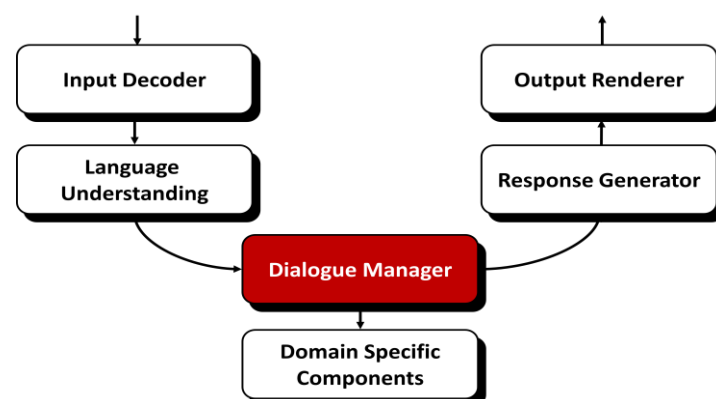 Input Decoder
Output Renderer
Language
Understanding
Response Generator
Dialogue Manager
Domain Specific
Components